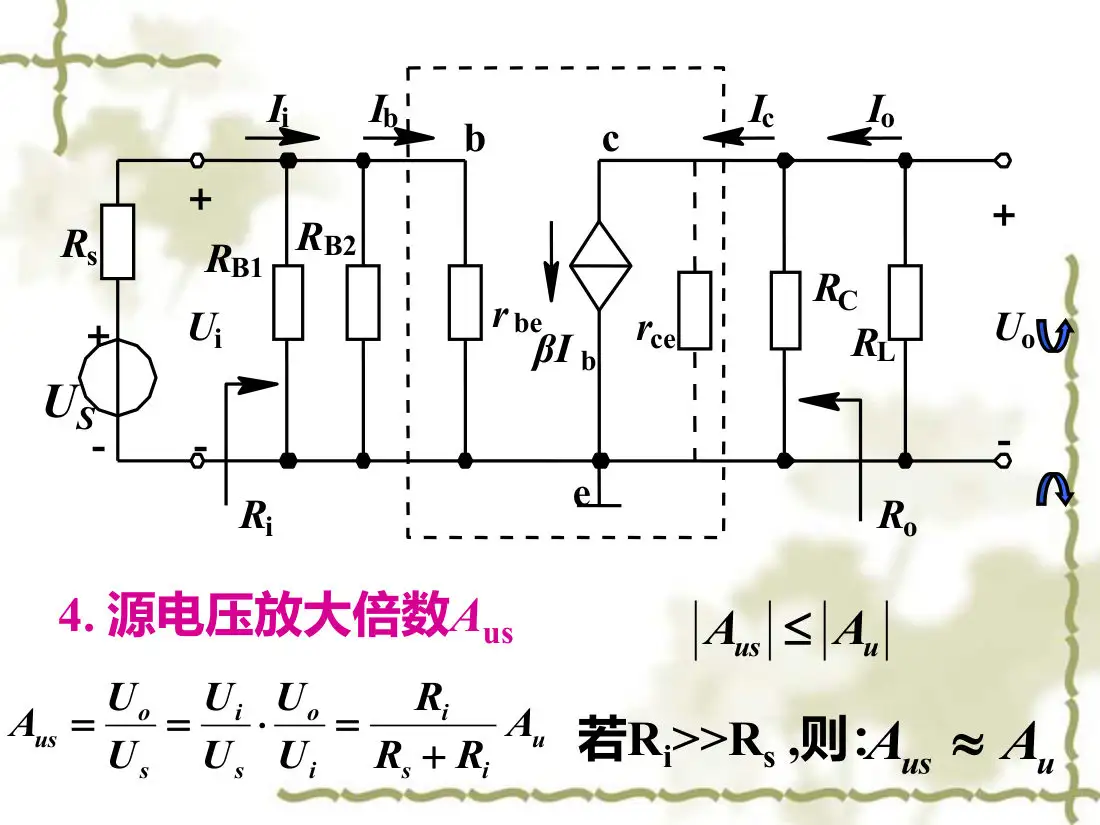 Ii Ib Ic Io
b c
+ +
Rs RB1 RB2 RC
+ Ui rbe βIb rce RL Uo
US
- - -
Ri e Ro
4. 源电压放大倍数Aus
|Aus| ≤ |Au|
Aus = Uo/Us = Ui/Us · Uo/Ui = Ri/(Rs + Ri) Au
若Ri>>Rs ,则:Aus ≈ Au